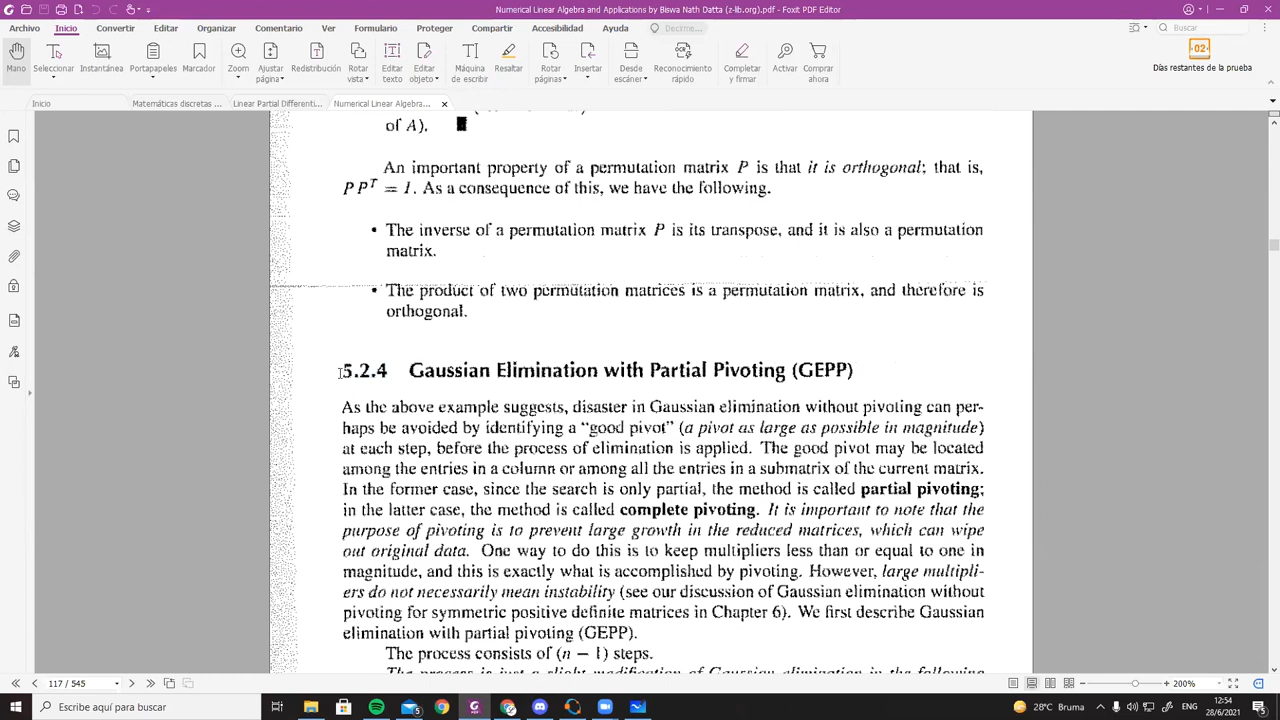 Numerical Linear Algebra and Applications by Biswa Nath Datta (z-lib.org).pdf - Foxit PDF Editor
Archivo Inicio Convertir Editar Organizar Comentario Ver Formulario Proteger Compartir Accesibilidad Ayuda Decirme... Buscar
Mano Seleccionar Instantánea Portapapeles Marcador Zoom Ajustar página Redistribución Rotar vista Editar texto Editar objeto Máquina de escribir Resaltar Rotar páginas Insertar Desde escáner Reconocimiento rápido Completar y firmar Activar Comprar ahora -02- Días restantes de la prueba
Inicio Matemáticas discretas ... Linear Partial Differenti... Numerical Linear Algebra...
of A).
An important property of a permutation matrix P is that it is orthogonal; that is,
PP^T = I. As a consequence of this, we have the following.
• The inverse of a permutation matrix P is its transpose, and it is also a permutation
matrix.
• The product of two permutation matrices is a permutation matrix, and therefore is
orthogonal.
5.2.4 Gaussian Elimination with Partial Pivoting (GEPP)
As the above example suggests, disaster in Gaussian elimination without pivoting can per-
haps be avoided by identifying a “good pivot” (a pivot as large as possible in magnitude)
at each step, before the process of elimination is applied. The good pivot may be located
among the entries in a column or among all the entries in a submatrix of the current matrix.
In the former case, since the search is only partial, the method is called partial pivoting;
in the latter case, the method is called complete pivoting. It is important to note that the
purpose of pivoting is to prevent large growth in the reduced matrices, which can wipe
out original data. One way to do this is to keep multipliers less than or equal to one in
magnitude, and this is exactly what is accomplished by pivoting. However, large multipli-
ers do not necessarily mean instability (see our discussion of Gaussian elimination without
pivoting for symmetric positive definite matrices in Chapter 6). We first describe Gaussian
elimination with partial pivoting (GEPP).
The process consists of (n − 1) steps.
The process is just a slight modification of Gaussian elimination in the following
117 / 545 200%
Escribe aquí para buscar 28°C Bruma 12:54
28/6/2021